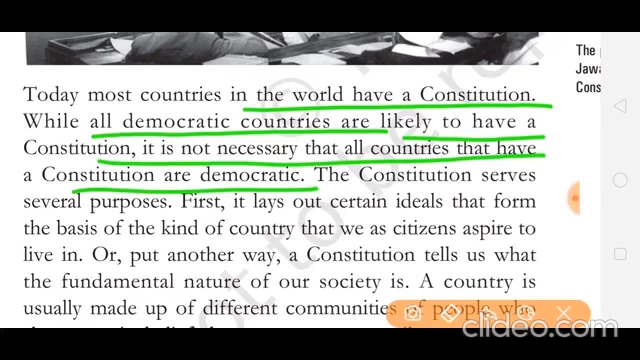 The
Jawa
Cons
Today most countries in the world have a Constitution.
While all democratic countries are likely to have a
Constitution, it is not necessary that all countries that have
a Constitution are democratic. The Constitution serves
several purposes. First, it lays out certain ideals that form
the basis of the kind of country that we as citizens aspire to
live in. Or, put another way, a Constitution tells us what
the fundamental nature of our society is. A country is
usually made up of different communities of people who
clideo.com